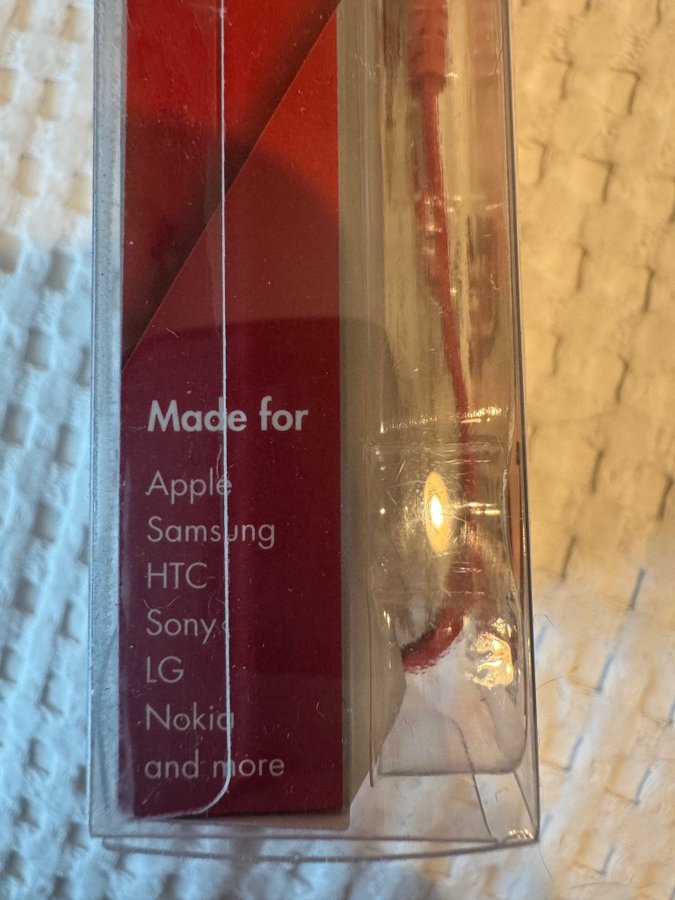 Made for
Apple
Samsung
HTC
Sony
LG
Nokia
and more